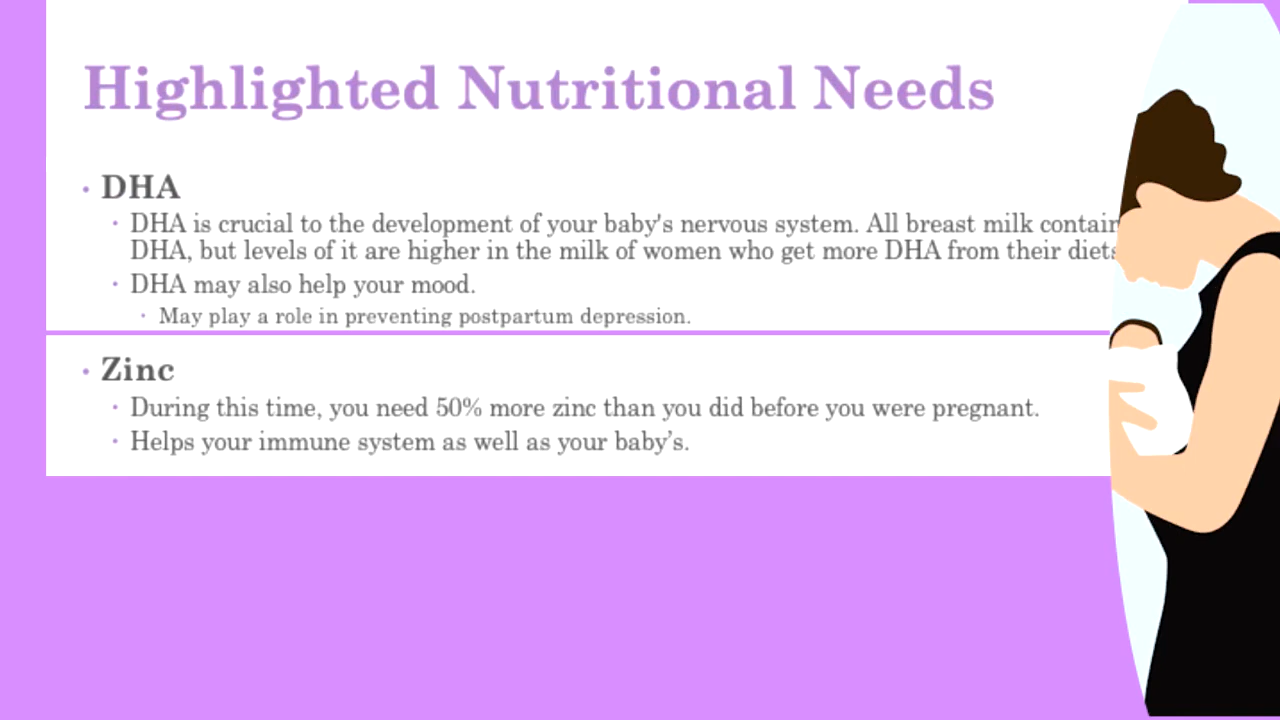 Highlighted Nutritional Needs
• DHA
• DHA is crucial to the development of your baby's nervous system. All breast milk contain
DHA, but levels of it are higher in the milk of women who get more DHA from their diets
• DHA may also help your mood.
• May play a role in preventing postpartum depression.
• Zinc
• During this time, you need 50% more zinc than you did before you were pregnant.
• Helps your immune system as well as your baby’s.